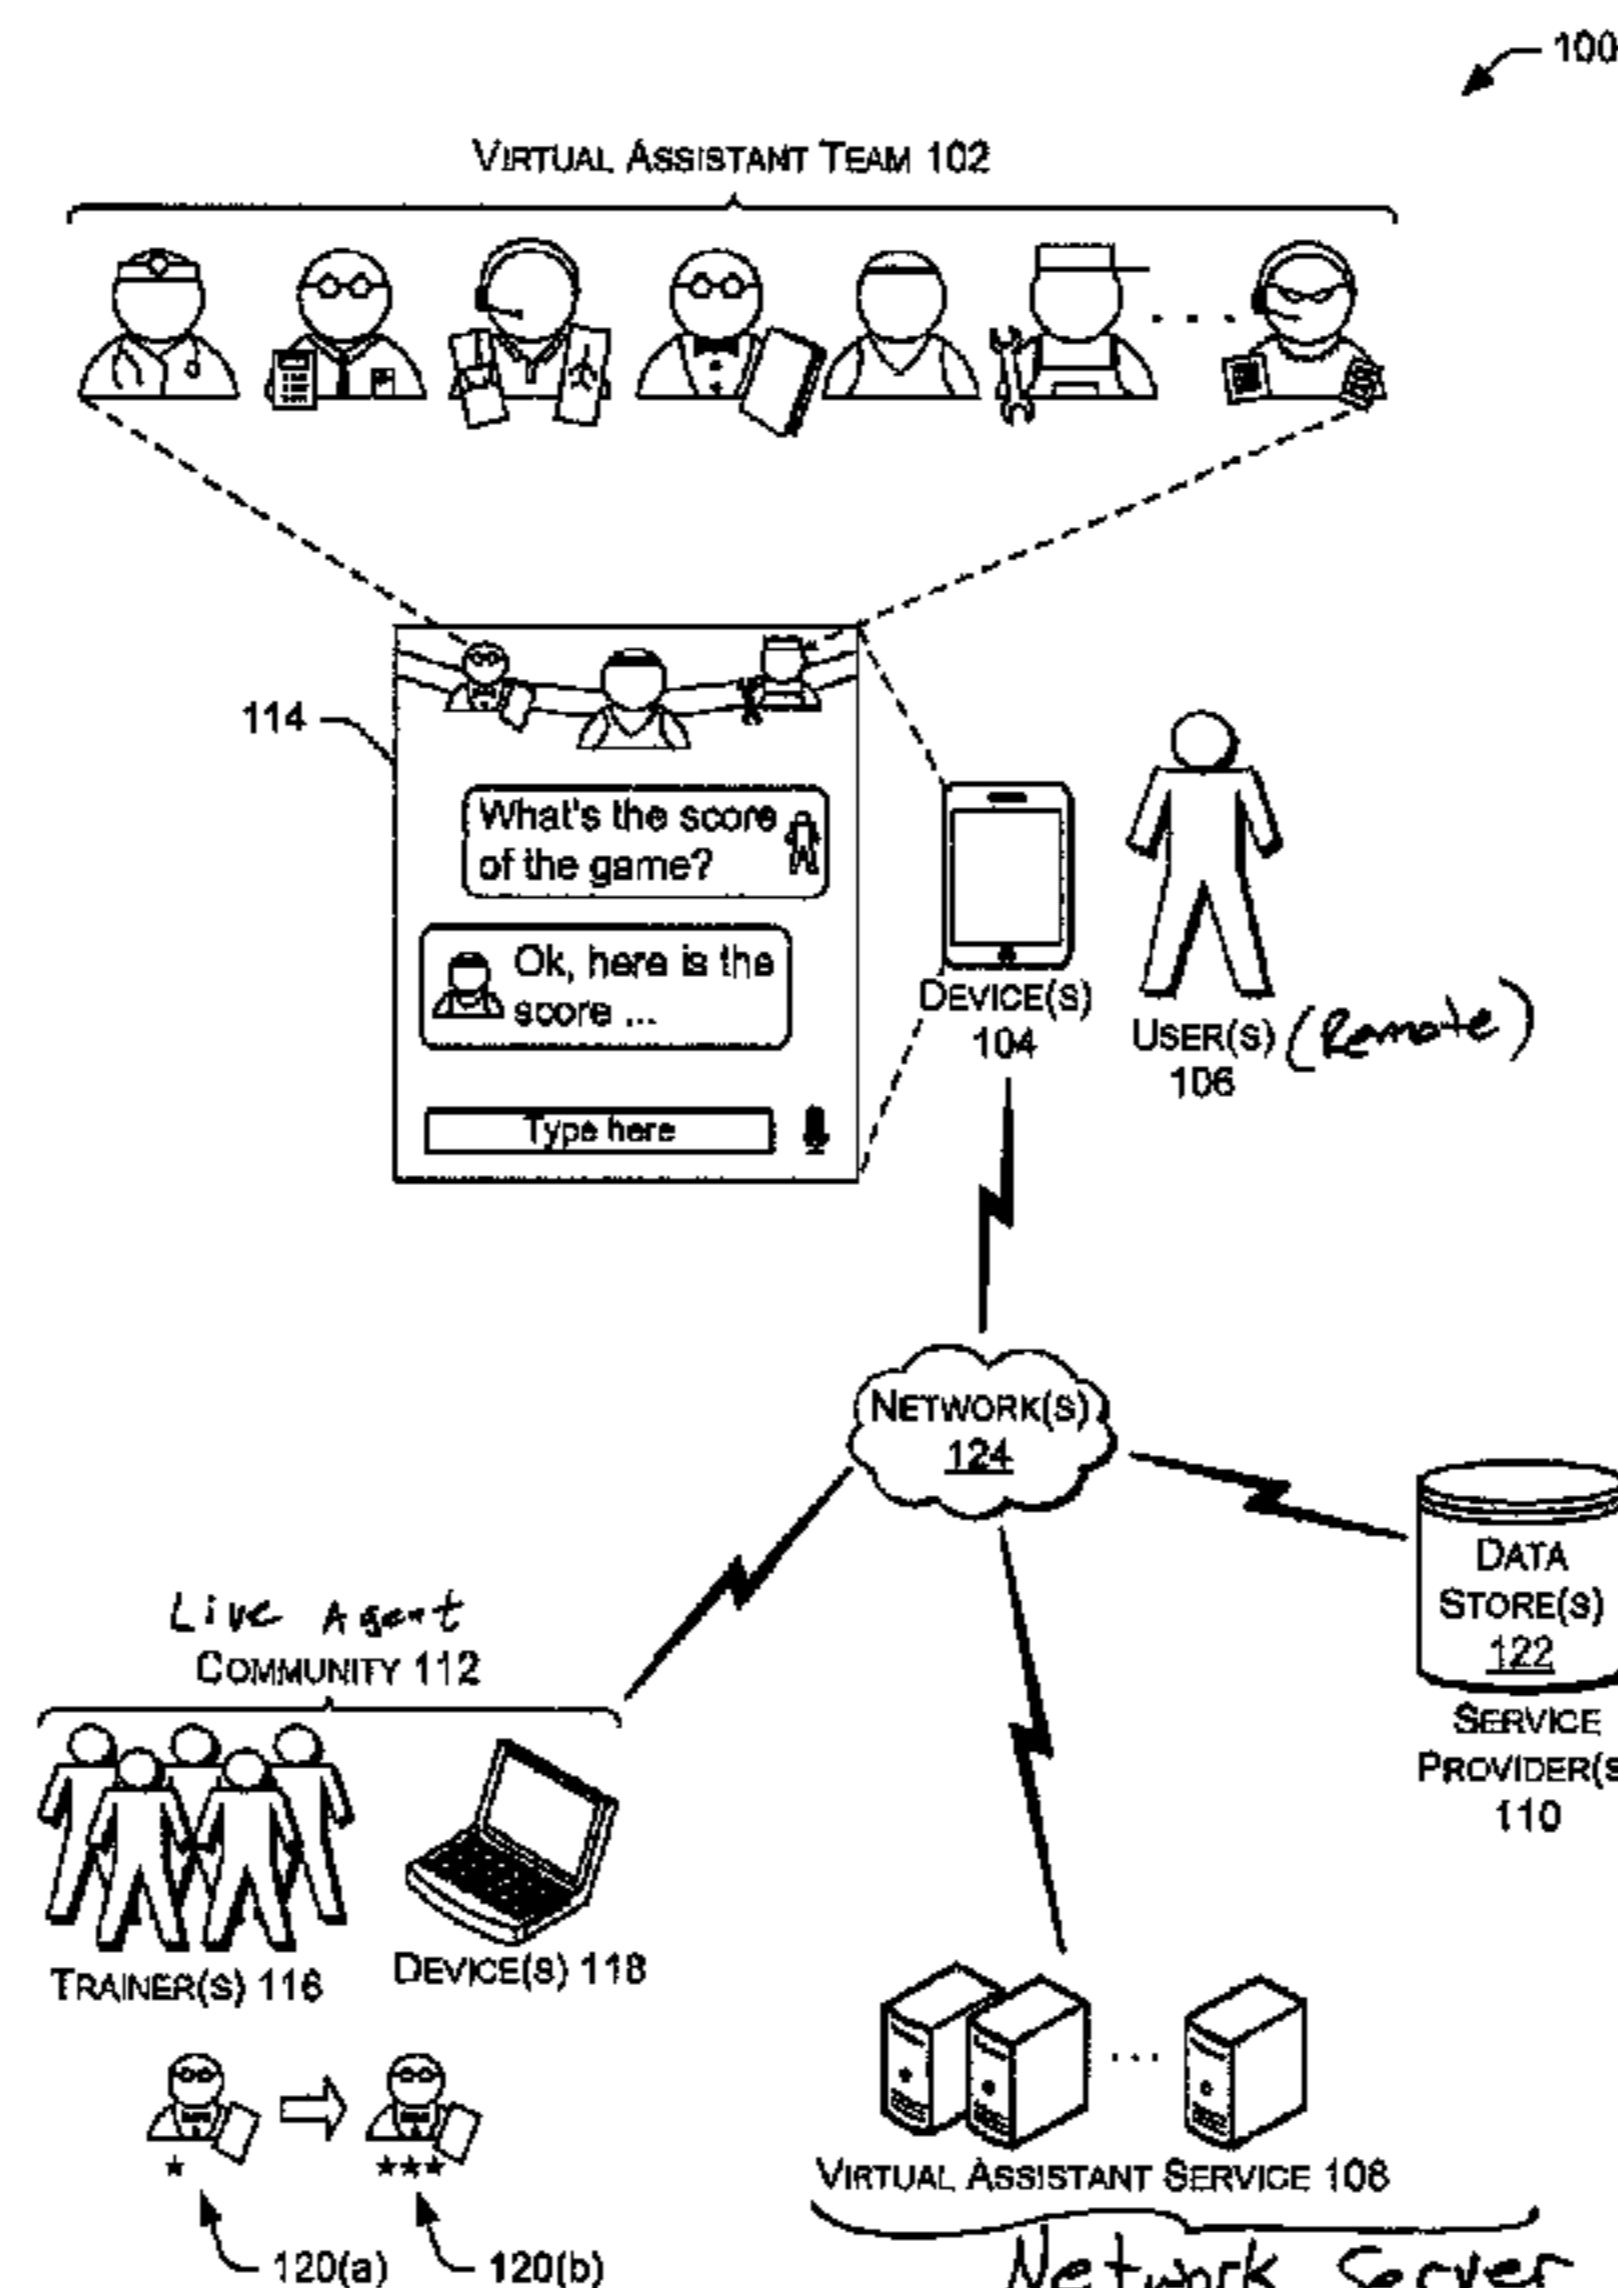 100
VIRTUAL ASSISTANT TEAM 102
114
What's the score
of the game?
Ok, here is the
score ...
Type here
DEVICE(S)
104
USER(S) (Remote)
106
NETWORK(S)
124
DATA
STORE(S)
122
SERVICE
PROVIDER(S
110
Live Agent
COMMUNITY 112
TRAINER(S) 116
DEVICE(S) 118
VIRTUAL ASSISTANT SERVICE 108
120(a)
120(b)
Network Server